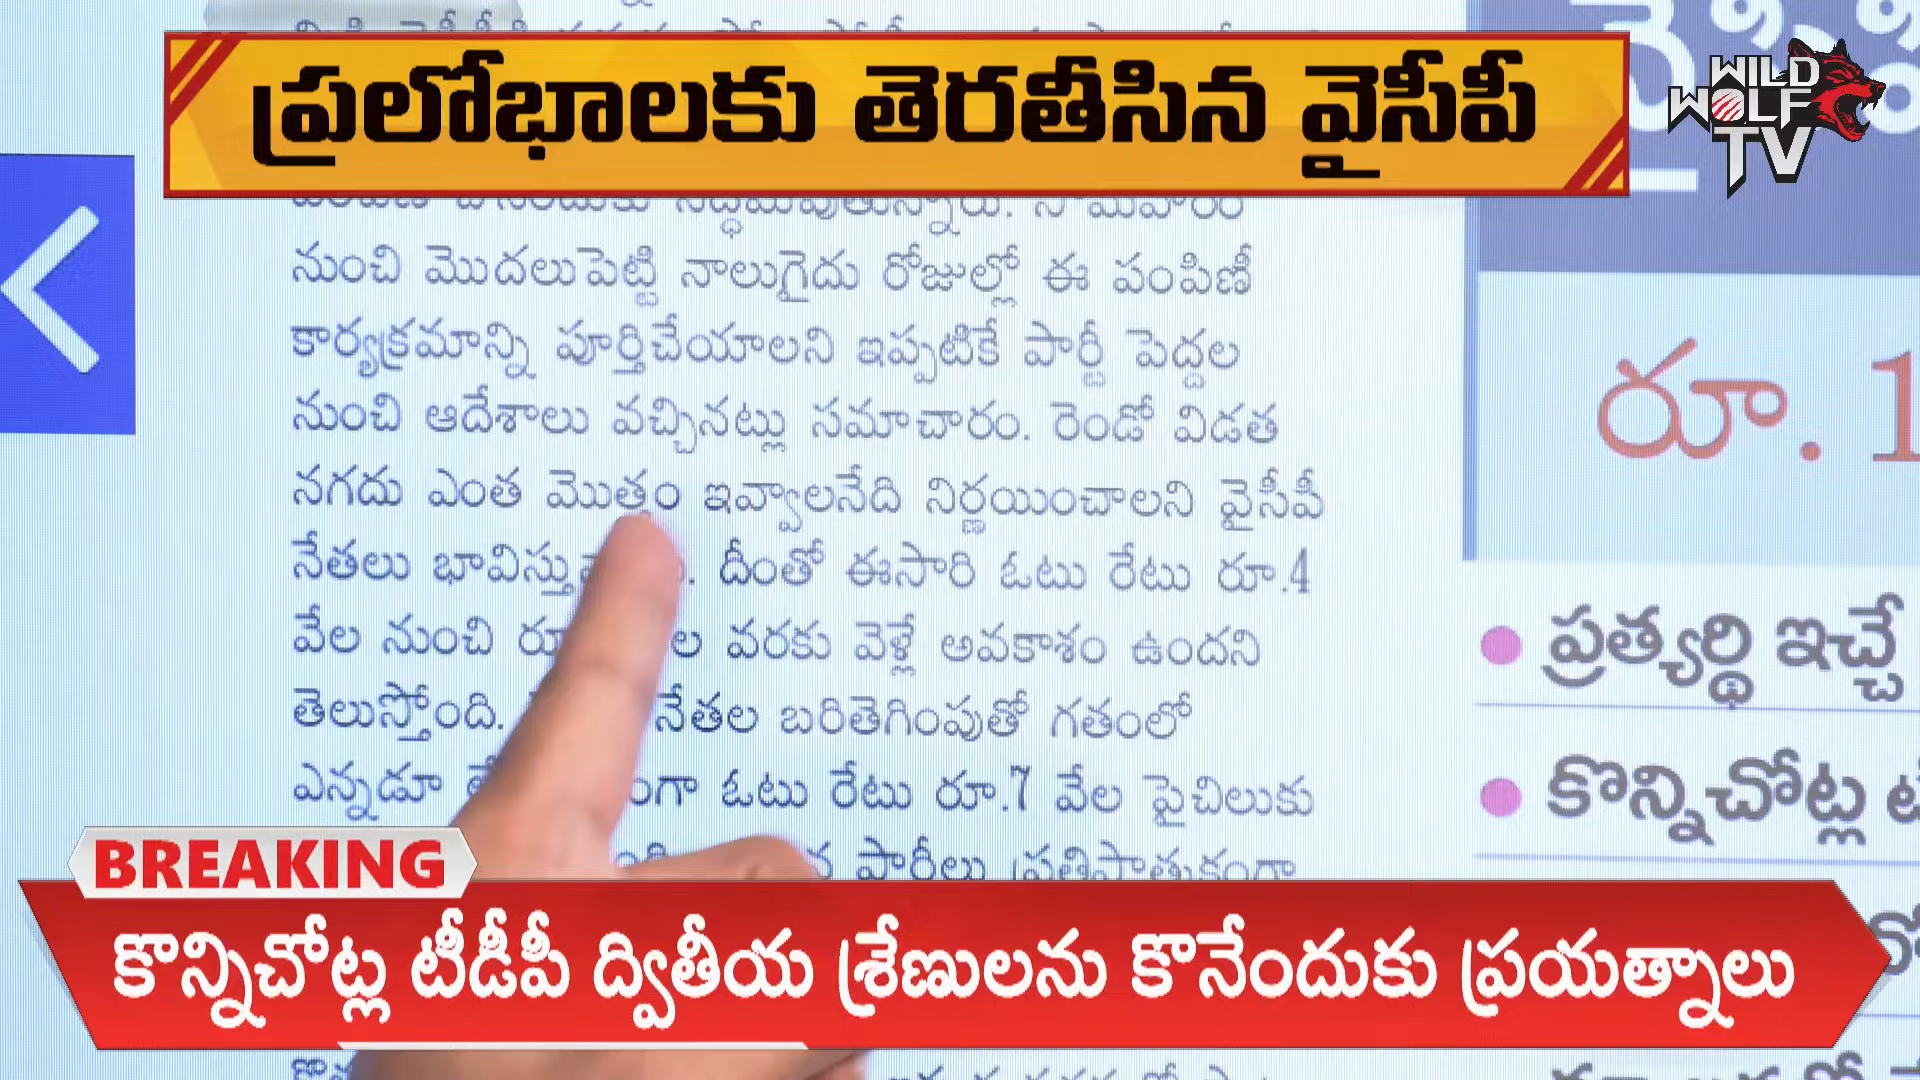 ప్రలోభాలకు తెరతీసిన వైసీపీ
WILD
WOLF
TV
నుంచి మొదలుపెట్టి నాలుగైదు రోజుల్లో ఈ పంపిణీ
కార్యక్రమాన్ని పూర్తిచేయాలని ఇప్పటికే పార్టీ పెద్దల
నుంచి ఆదేశాలు వచ్చినట్లు సమాచారం. రెండో విడత
నగదు ఎంత మొత్తం ఇవ్వాలనేది నిర్ణయించాలని వైసీపీ
నేతలు దీంతో ఈసారి ఓటు రేటు రూ.4
వేల నుంచి వరకు వెళ్లే అవకాశం ఉందని
తెలుస్తోంది. నేతల బరితెగింపుతో గతంలో
ఎన్నడూ ఓటు రేటు రూ.7 వేల పైచిలుకు
రూ. 1
ప్రత్యర్థి ఇచ్చే
కొన్నిచోట్ల
BREAKING
కొన్నిచోట్ల టీడీపీ ద్వితీయ శ్రేణులను కొనేందుకు ప్రయత్నాలు